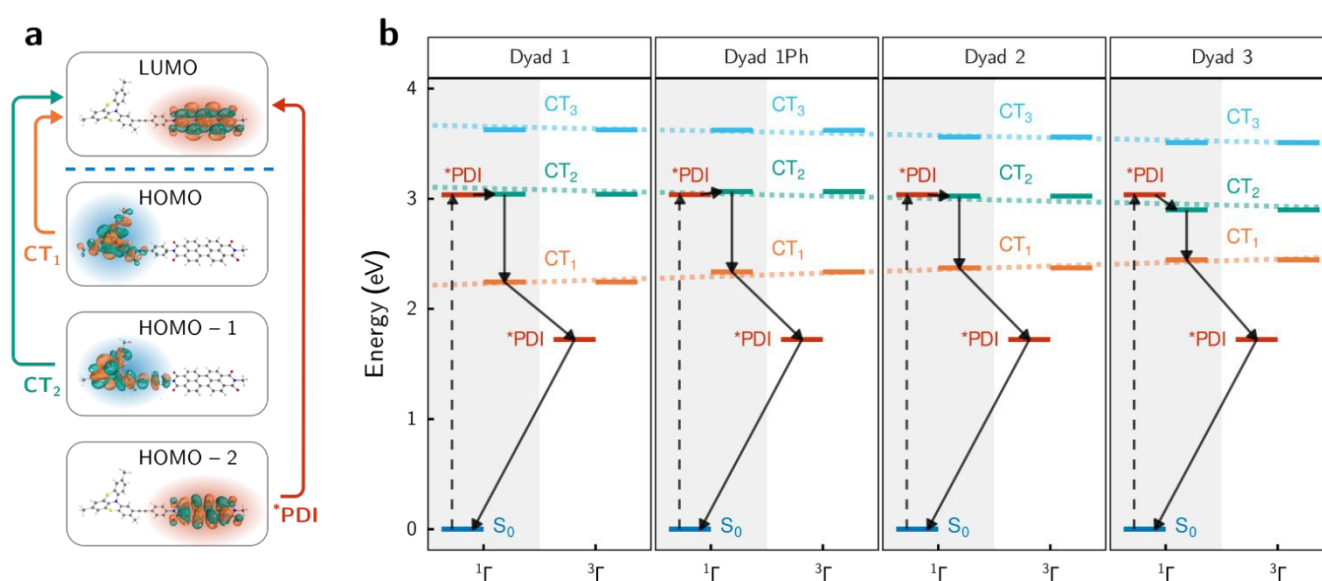 a
LUMO
HOMO
CT₁
HOMO − 1
CT₂
HOMO − 2
*PDI
b
Dyad 1
Dyad 1Ph
Dyad 2
Dyad 3
Energy (eV)
4
3
2
1
0
CT₃
*PDI
CT₂
CT₁
*PDI
S₀
¹Γ
³Γ
CT₃
*PDI
CT₂
CT₁
*PDI
S₀
¹Γ
³Γ
CT₃
*PDI
CT₂
CT₁
*PDI
S₀
¹Γ
³Γ
CT₃
*PDI
CT₂
CT₁
*PDI
S₀
¹Γ
³Γ